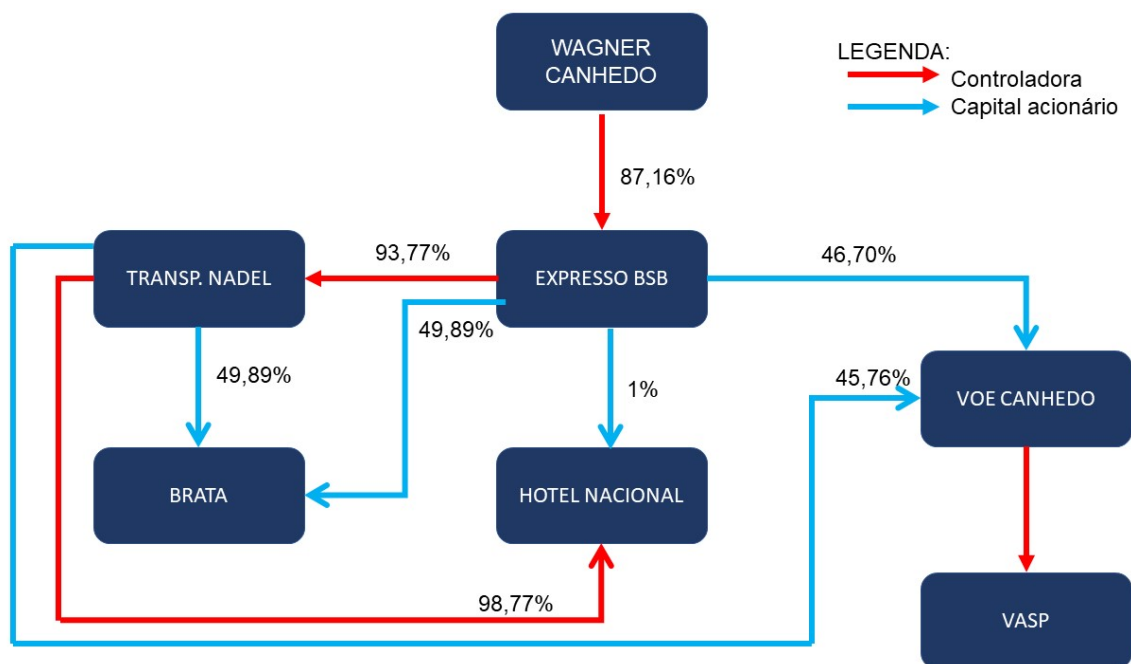 WAGNER
CANHEDO
LEGENDA:
Controladora
Capital acionário
87,16%
TRANSP. NADEL
93,77%
EXPRESSO BSB
46,70%
49,89%
49,89%
1%
45,76%
VOE CANHEDO
BRATA
HOTEL NACIONAL
98,77%
VASP